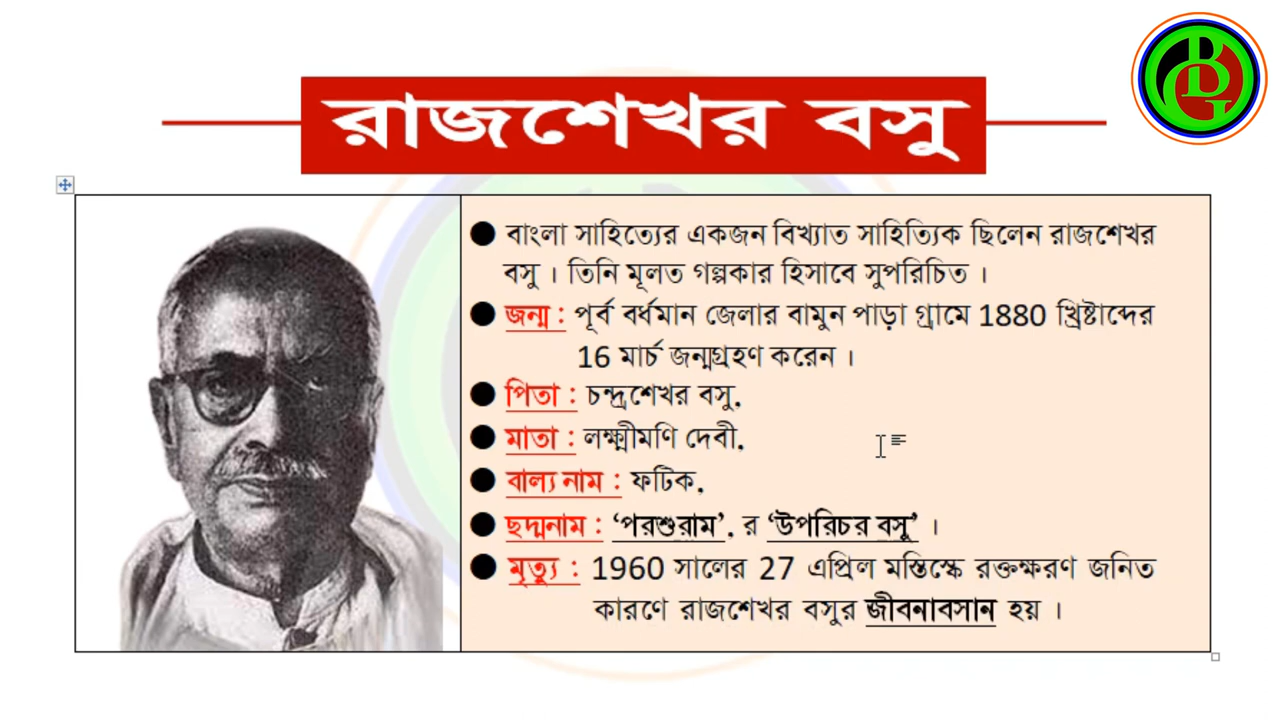 রাজশেখর বসু
● বাংলা সাহিত্যের একজন বিখ্যাত সাহিত্যিক ছিলেন রাজশেখর
বসু । তিনি মূলত গল্পকার হিসাবে সুপরিচিত ।
● জন্ম : পূর্ব বর্ধমান জেলার বামুন পাড়া গ্রামে 1880 খ্রিষ্টাব্দের
16 মার্চ জন্মগ্রহণ করেন ।
● পিতা : চন্দ্রশেখর বসু,
● মাতা : লক্ষ্মীমণি দেবী,
● বাল্য নাম : ফটিক,
● ছদ্মনাম : ‘পরশুরাম’, র ‘উপরিচর বসু’ ।
● মৃত্যু : 1960 সালের 27 এপ্রিল মস্তিস্কে রক্তক্ষরণ জনিত
কারণে রাজশেখর বসুর জীবনাবসান হয় ।